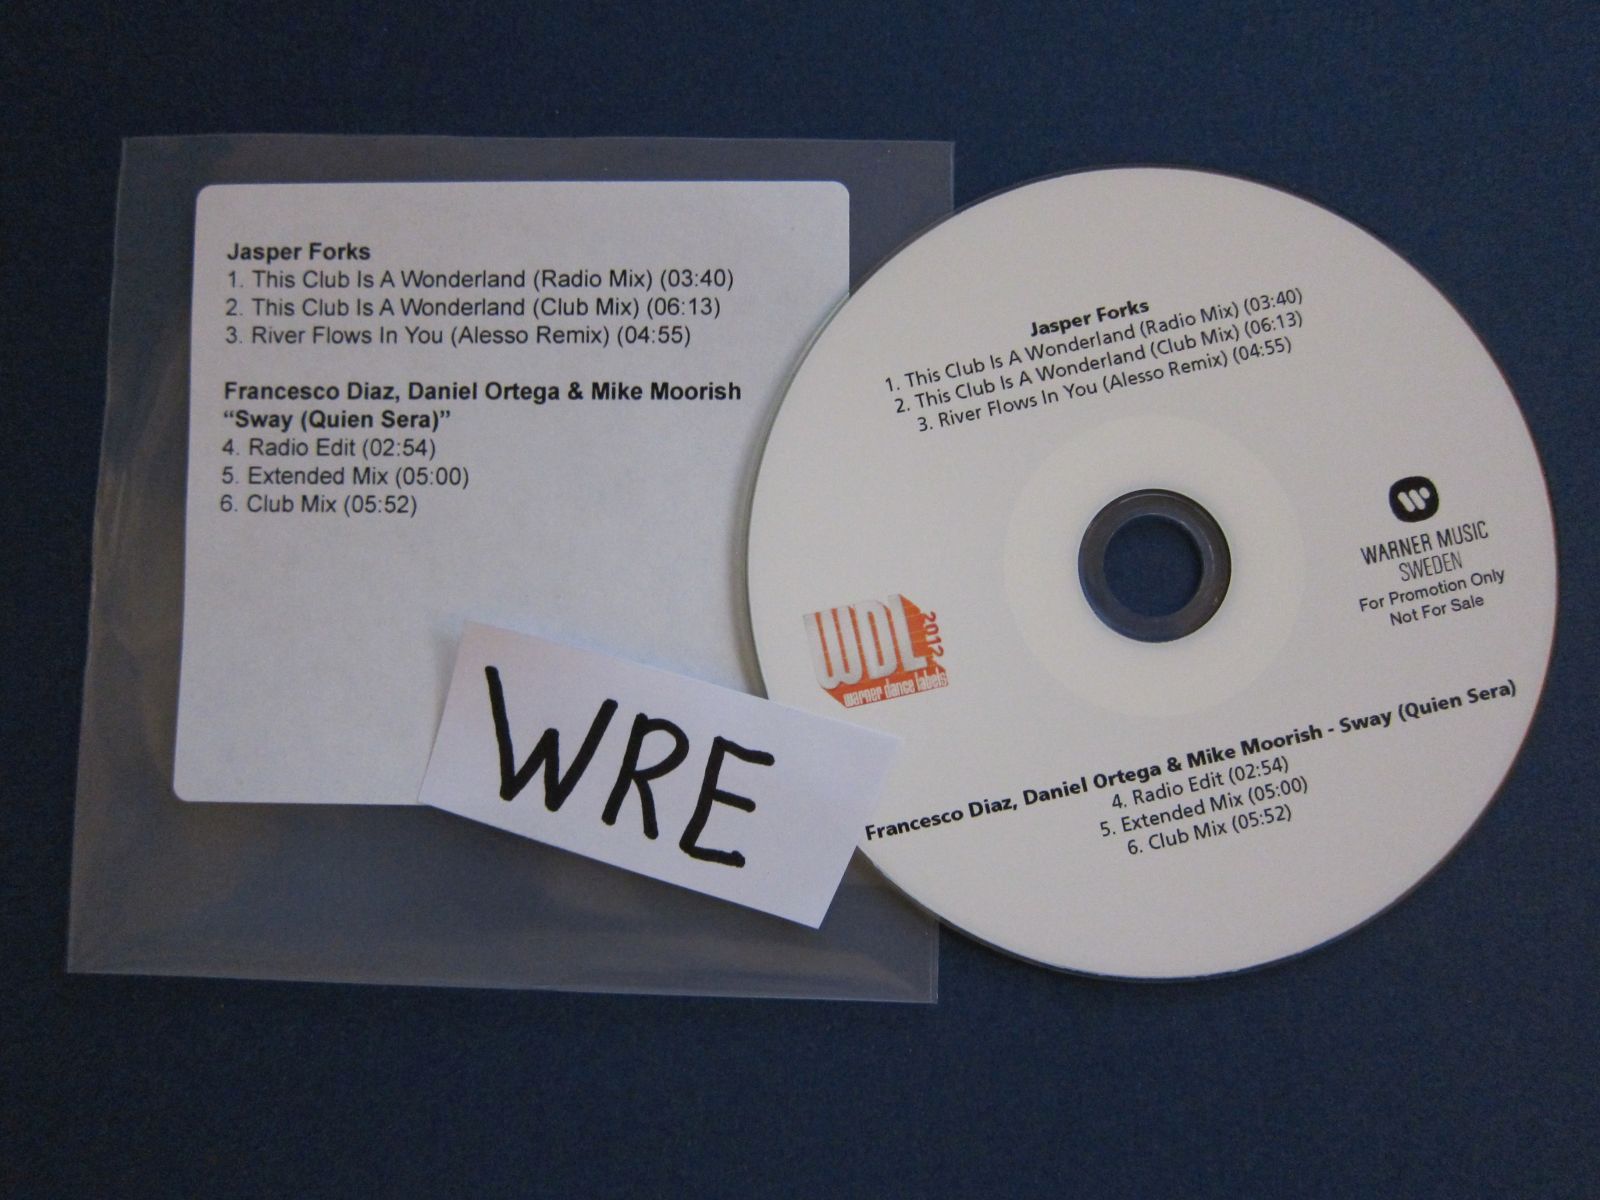 Jasper Forks
1. This Club Is A Wonderland (Radio Mix) (03:40)
2. This Club Is A Wonderland (Club Mix) (06:13)
3. River Flows In You (Alesso Remix) (04:55)
Francesco Diaz, Daniel Ortega & Mike Moorish
“Sway (Quien Sera)”
4. Radio Edit (02:54)
5. Extended Mix (05:00)
6. Club Mix (05:52)
WRE
Jasper Forks
1. This Club Is A Wonderland (Radio Mix) (03:40)
2. This Club Is A Wonderland (Club Mix) (06:13)
3. River Flows In You (Alesso Remix) (04:55)
WARNER MUSIC
SWEDEN
For Promotion Only
Not For Sale
WDL
2012-4
warner dance labels
Francesco Diaz, Daniel Ortega & Mike Moorish - Sway (Quien Sera)
4. Radio Edit (02:54)
5. Extended Mix (05:00)
6. Club Mix (05:52)